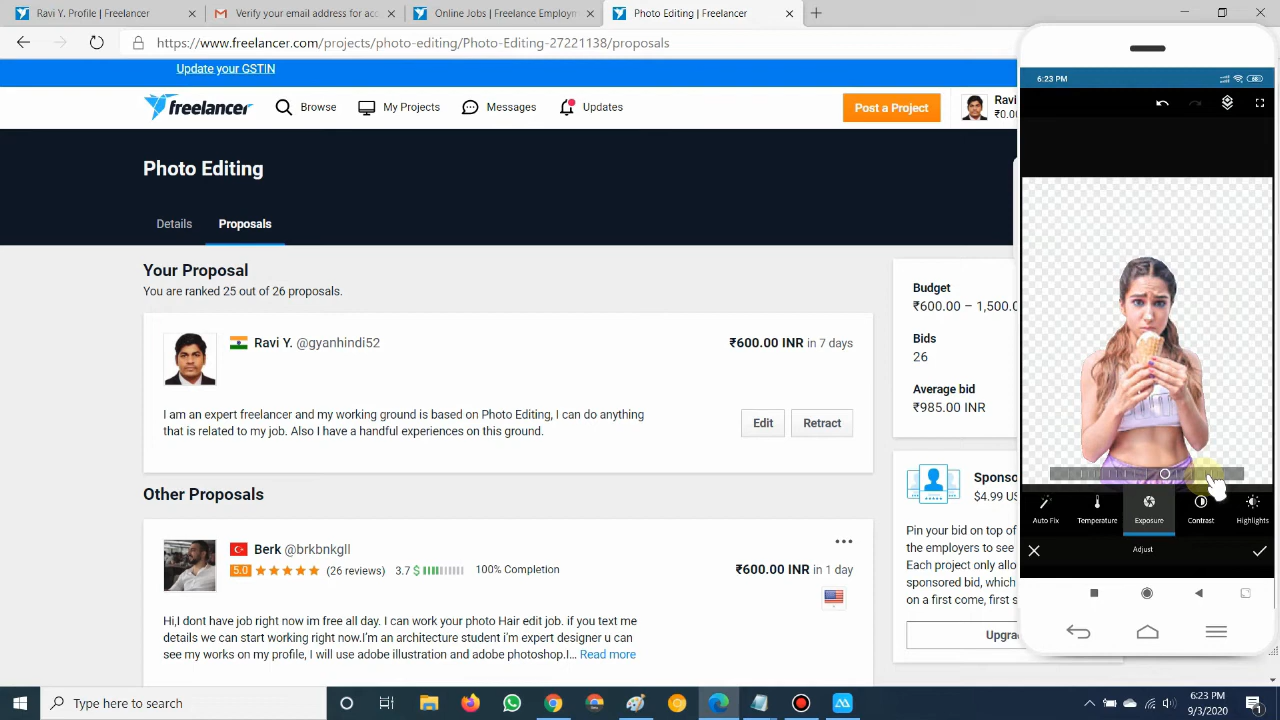 Ravi Y. Profile | Freelancer
Verify your email address for acc
Online Jobs | Freelance Employm
Photo Editing | Freelancer
https://www.freelancer.com/projects/photo-editing/Photo-Editing-27221138/proposals
Update your GSTIN
freelancer
Browse
My Projects
Messages
Updates
Post a Project
Ravi
₹0.00
Photo Editing
Details
Proposals
Your Proposal
You are ranked 25 out of 26 proposals.
Ravi Y. @gyanhindi52
₹600.00 INR in 7 days
I am an expert freelancer and my working ground is based on Photo Editing, I can do anything
that is related to my job. Also I have a handful experiences on this ground.
Edit
Retract
Other Proposals
Berk @brkbnkgll
5.0
(26 reviews)
3.7
100% Completion
₹600.00 INR in 1 day
Hi,I dont have job right now im free all day. I can work your photo Hair edit job. if you text me
details we can start working right now.I'm an architecture student i'm expert designer u can
see my works on my profile, I will use adobe illustration and adobe photoshop.I... Read more
Budget
₹600.00 – 1,500.0
Bids
26
Average bid
₹985.00 INR
Sponso
$4.99 US
Pin your bid on top of
the employers to see
Each project only allo
sponsored bid, which
on a first come, first s
Upgra
6:23 PM
Auto Fix
Temperature
Exposure
Contrast
Highlights
Adjust
Type here to search
6:23 PM
9/3/2020